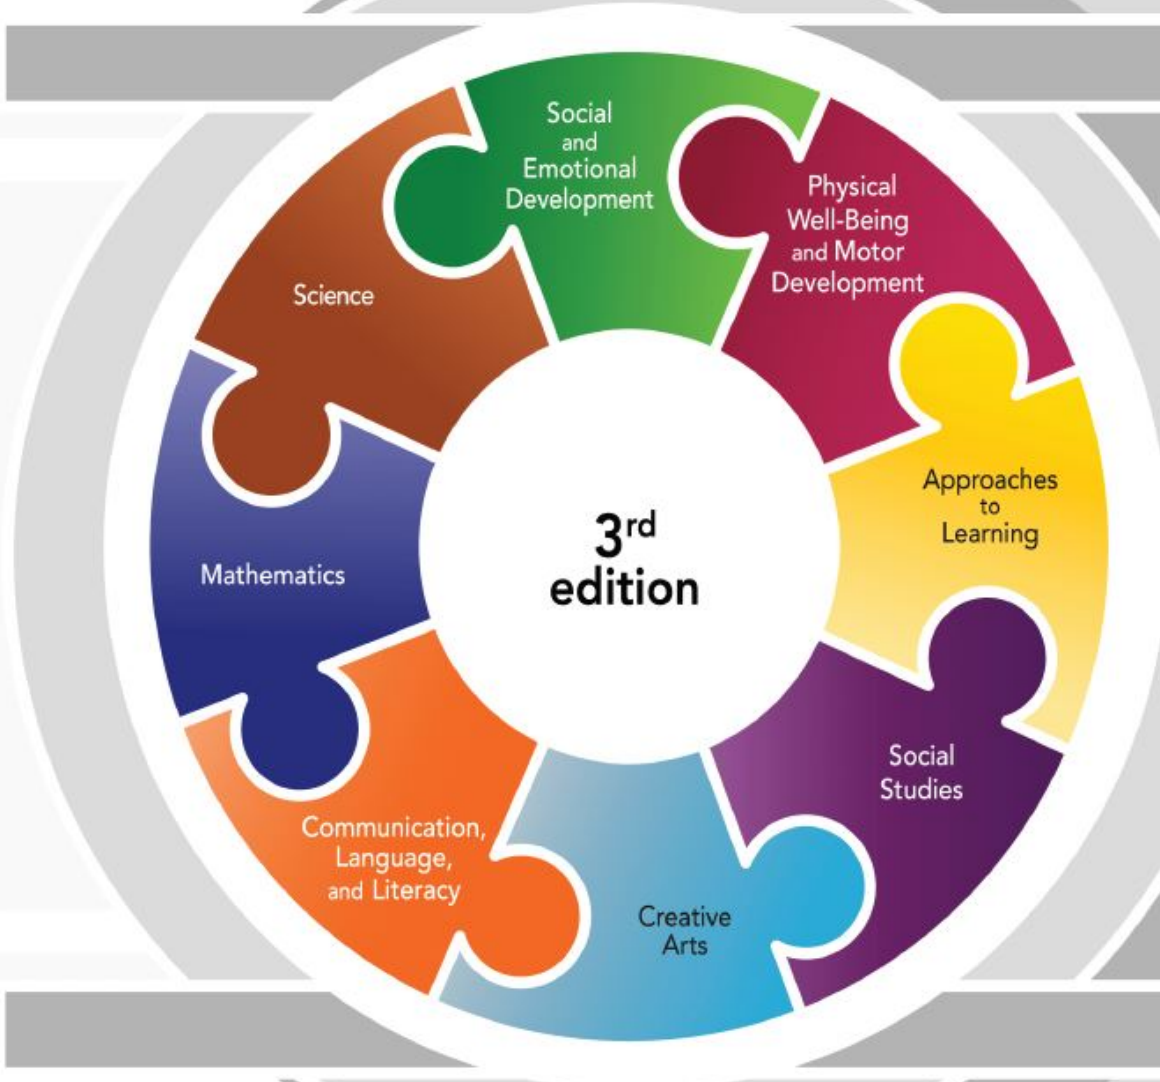 Social
and
Emotional
Development
Physical
Well-Being
and Motor
Development
Approaches
to
Learning
Social
Studies
Creative
Arts
Communication,
Language,
and Literacy
Mathematics
Science
3rd
edition